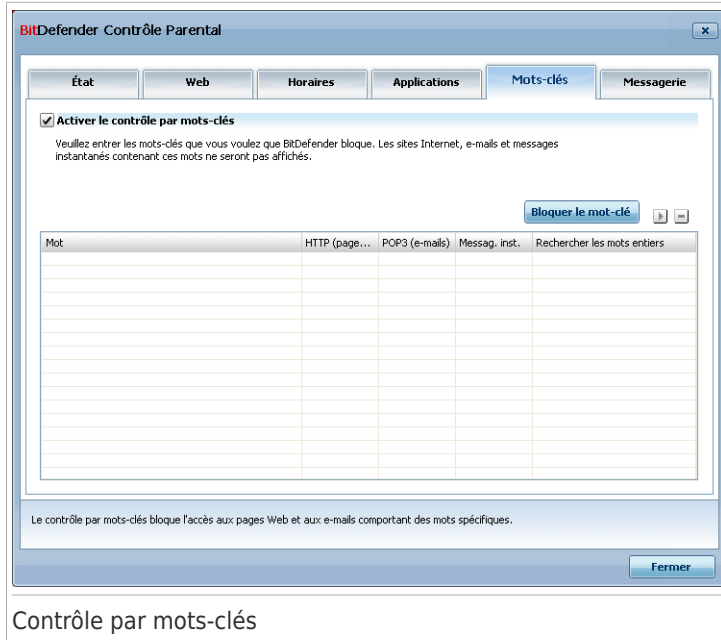 BitDefender Contrôle Parental
État
Web
Horaires
Applications
Mots-clés
Messagerie
Activer le contrôle par mots-clés
Veuillez entrer les mots-clés que vous voulez que BitDefender bloque. Les sites Internet, e-mails et messages
instantanés contenant ces mots ne seront pas affichés.
Bloquer le mot-clé
Mot
HTTP (page...
POP3 (e-mails)
Messag. inst.
Rechercher les mots entiers
Le contrôle par mots-clés bloque l'accès aux pages Web et aux e-mails comportant des mots spécifiques.
Fermer
Contrôle par mots-clés